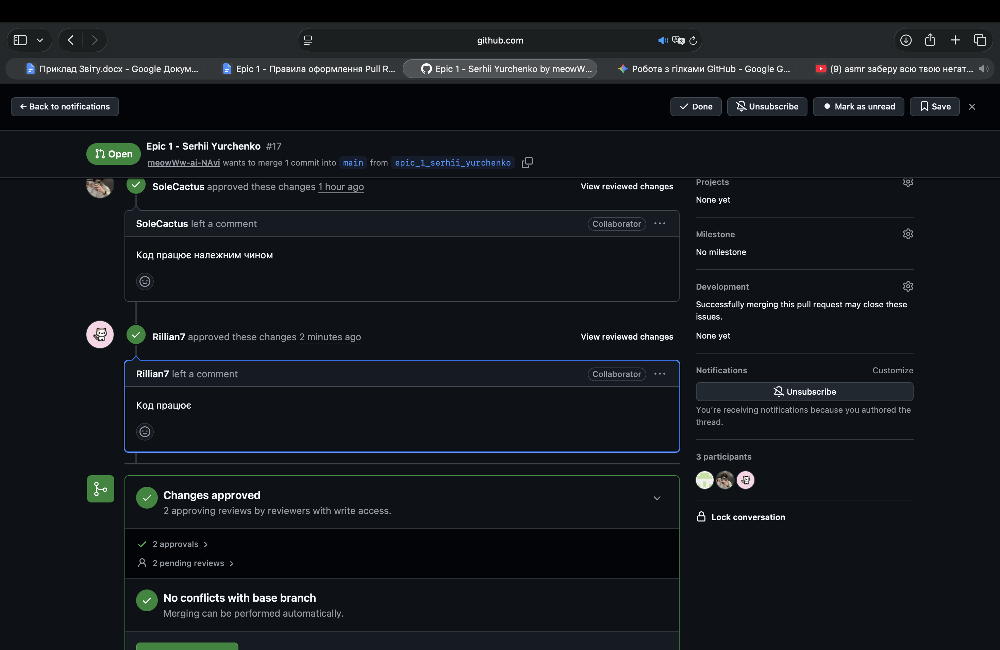 github.com
Приклад Звіту.docx - Google Докум...
Epic 1 - Правила оформлення Pull R...
Epic 1 - Serhii Yurchenko by meowW...
Робота з гілками GitHub - Google G...
(9) asmr заберу всю твою негат...
← Back to notifications
Done
Unsubscribe
Mark as unread
Save
Open
Epic 1 - Serhii Yurchenko #17
meowWw-ai-NAvi wants to merge 1 commit into main from epic_1_serhii_yurchenko
SoleCactus approved these changes 1 hour ago
View reviewed changes
SoleCactus left a comment
Collaborator
Код працює належним чином
Rillian7 approved these changes 2 minutes ago
View reviewed changes
Rillian7 left a comment
Collaborator
Код працює
Changes approved
2 approving reviews by reviewers with write access.
2 approvals
2 pending reviews
No conflicts with base branch
Merging can be performed automatically.
Projects
None yet
Milestone
No milestone
Development
Successfully merging this pull request may close these
issues.
None yet
Notifications
Customize
Unsubscribe
You’re receiving notifications because you authored the
thread.
3 participants
Lock conversation